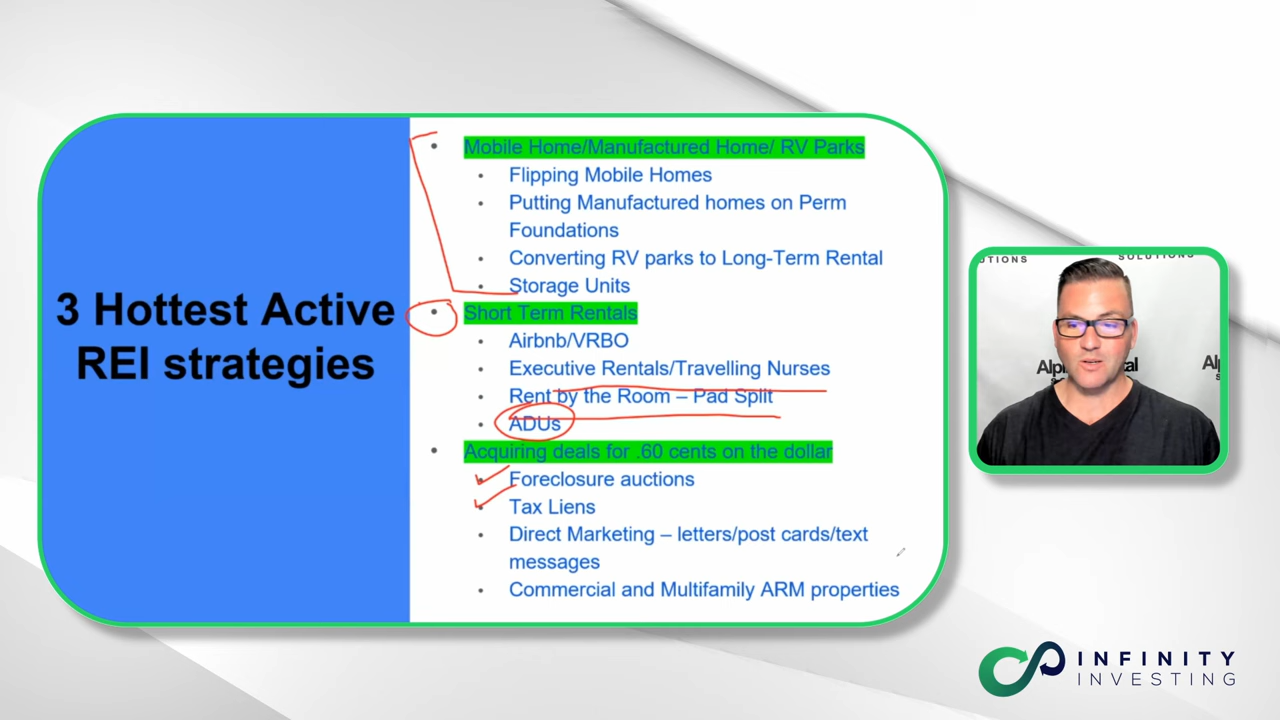 3 Hottest Active
REI strategies
• Mobile Home/Manufactured Home/ RV Parks
• Flipping Mobile Homes
• Putting Manufactured homes on Perm
Foundations
• Converting RV parks to Long-Term Rental
• Storage Units
• Short Term Rentals
• Airbnb/VRBO
• Executive Rentals/Travelling Nurses
• Rent by the Room – Pad Split
• ADUs
• Acquiring deals for .60 cents on the dollar
• Foreclosure auctions
• Tax Liens
• Direct Marketing – letters/post cards/text
messages
• Commercial and Multifamily ARM properties
UTIONS
SOLUTIONS
INFINITY
INVESTING